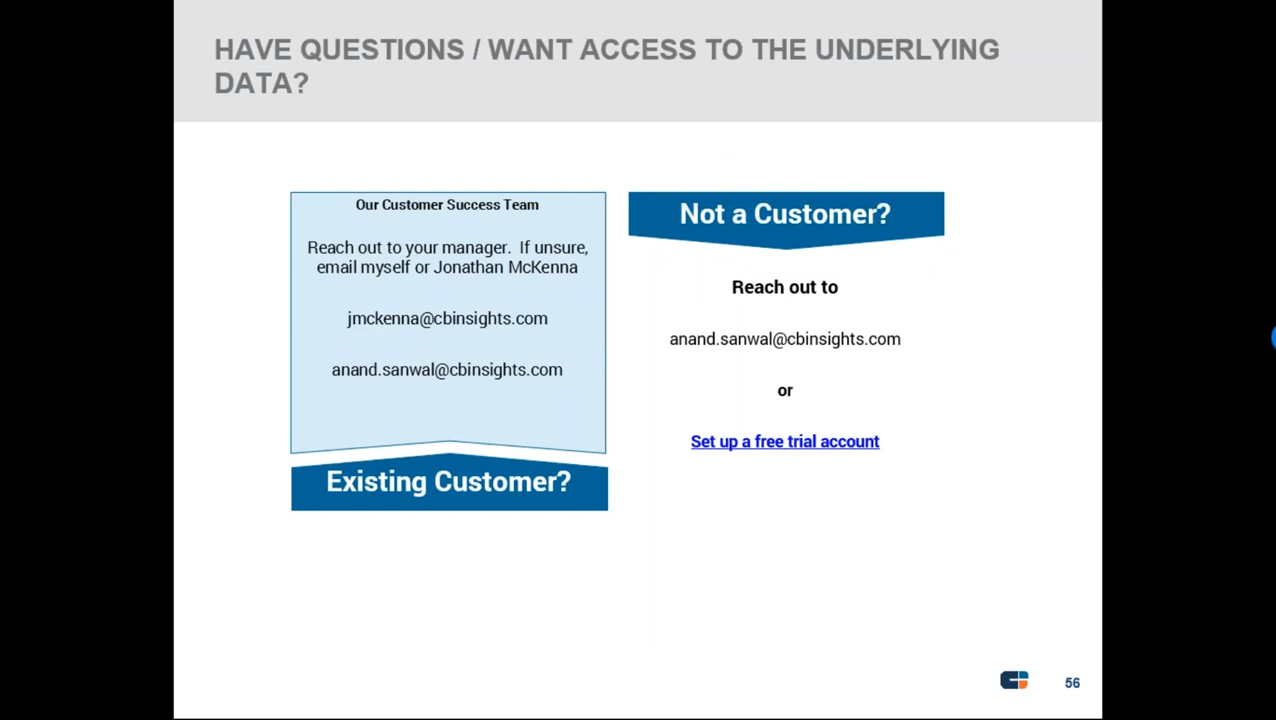 HAVE QUESTIONS / WANT ACCESS TO THE UNDERLYING
DATA?
Our Customer Success Team
Reach out to your manager.  If unsure,
email myself or Jonathan McKenna
jmckenna@cbinsights.com
anand.sanwal@cbinsights.com
Existing Customer?
Not a Customer?
Reach out to
anand.sanwal@cbinsights.com
or
Set up a free trial account
56